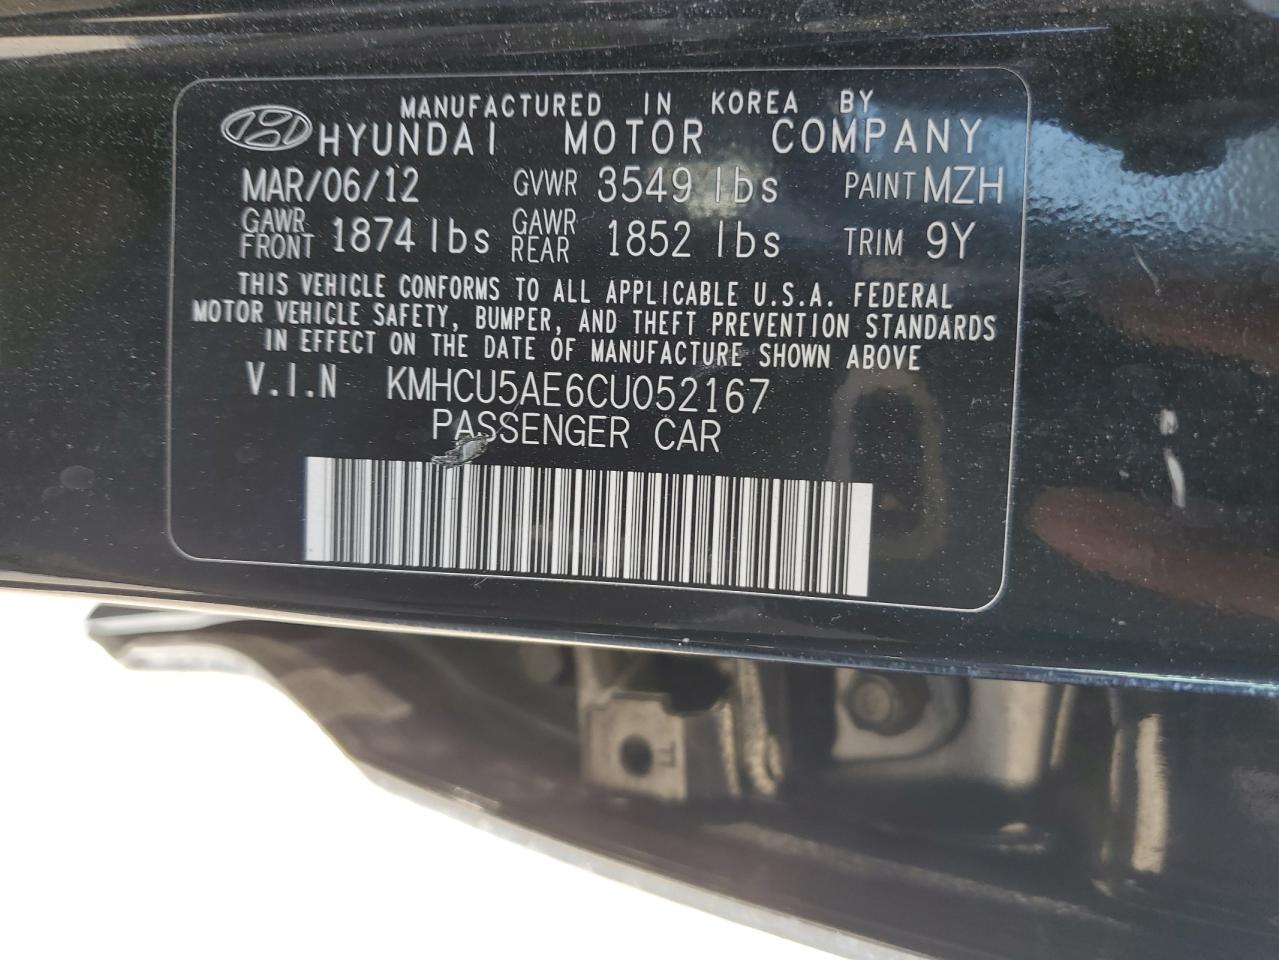 MANUFACTURED IN KOREA BY
HYUNDAI MOTOR COMPANY
MAR/06/12 GVWR 3549 lbs PAINT MZH
GAWR FRONT 1874 lbs GAWR REAR 1852 lbs TRIM 9Y
THIS VEHICLE CONFORMS TO ALL APPLICABLE U.S.A. FEDERAL
MOTOR VEHICLE SAFETY, BUMPER, AND THEFT PREVENTION STANDARDS
IN EFFECT ON THE DATE OF MANUFACTURE SHOWN ABOVE
V.I.N KMHCU5AE6CU052167
PASSENGER CAR
LL